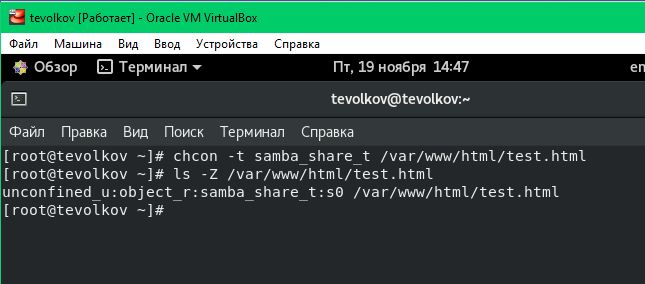 tevolkov [Работает] - Oracle VM VirtualBox
Файл Машина Вид Ввод Устройства Справка
Обзор Терминал Пт, 19 ноября 14:47 en
tevolkov@tevolkov:~
Файл Правка Вид Поиск Терминал Справка
[root@tevolkov ~]# chcon -t samba_share_t /var/www/html/test.html
[root@tevolkov ~]# ls -Z /var/www/html/test.html
unconfined_u:object_r:samba_share_t:s0 /var/www/html/test.html
[root@tevolkov ~]#